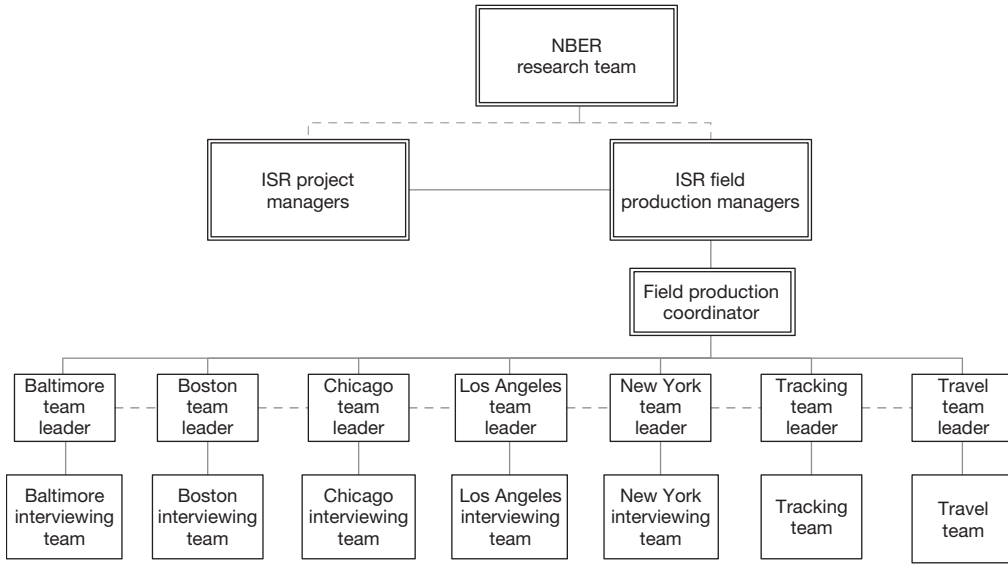 NBER
research team
ISR project
managers
ISR field
production managers
Field production
coordinator
Baltimore
team
leader
Boston
team
leader
Chicago
team
leader
Los Angeles
team
leader
New York
team
leader
Tracking
team
leader
Travel
team
leader
Baltimore
interviewing
team
Boston
interviewing
team
Chicago
interviewing
team
Los Angeles
interviewing
team
New York
interviewing
team
Tracking
team
Travel
team